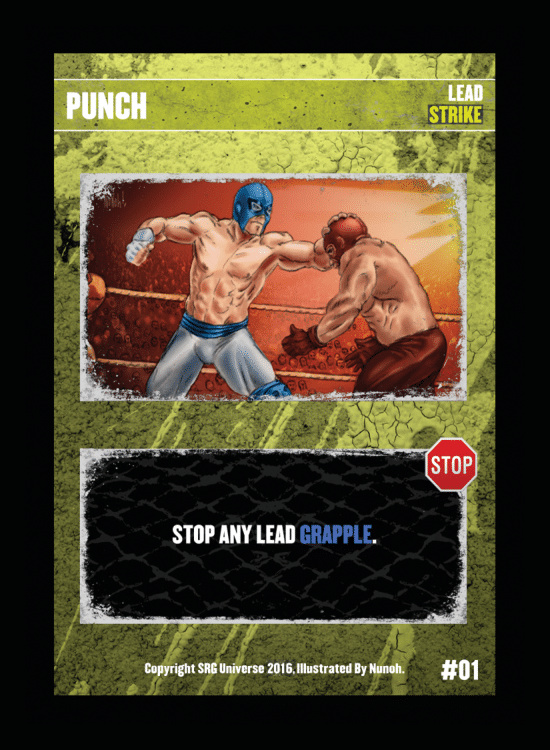 PUNCH
LEAD
STRIKE
STOP
STOP ANY LEAD GRAPPLE.
Copyright SRG Universe 2016, Illustrated By Nunoh.
#01